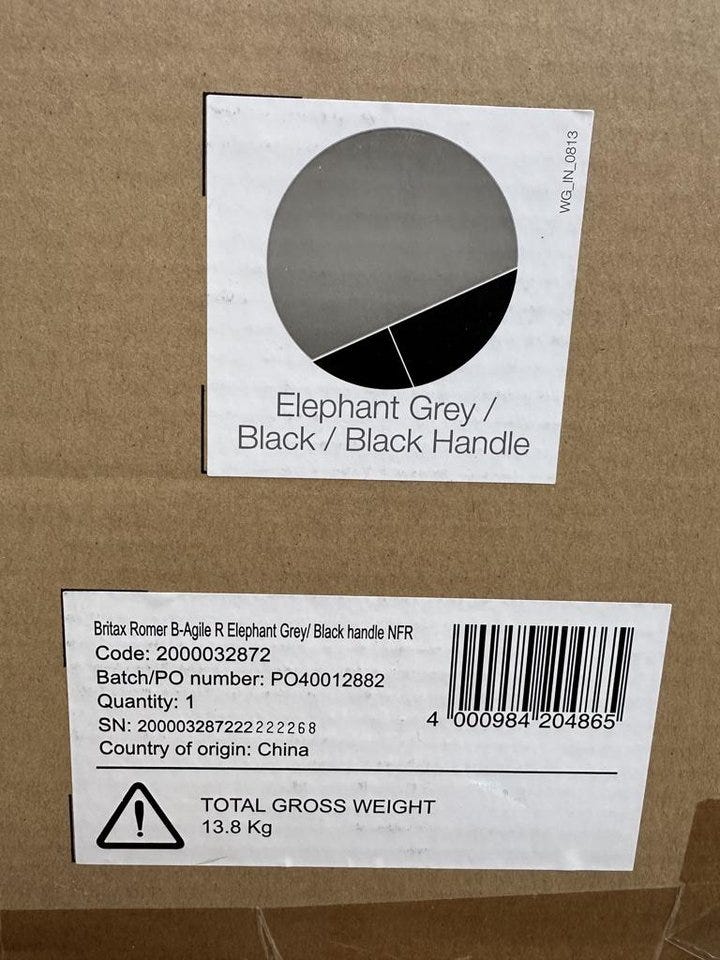 WG_IN_0813
Elephant Grey /
Black / Black Handle
Britax Romer B-Agile R Elephant Grey/ Black handle NFR
Code: 2000032872
Batch/PO number: PO40012882
Quantity: 1
SN: 200003287222222268
Country of origin: China
4 000984 204865
TOTAL GROSS WEIGHT
13.8 Kg